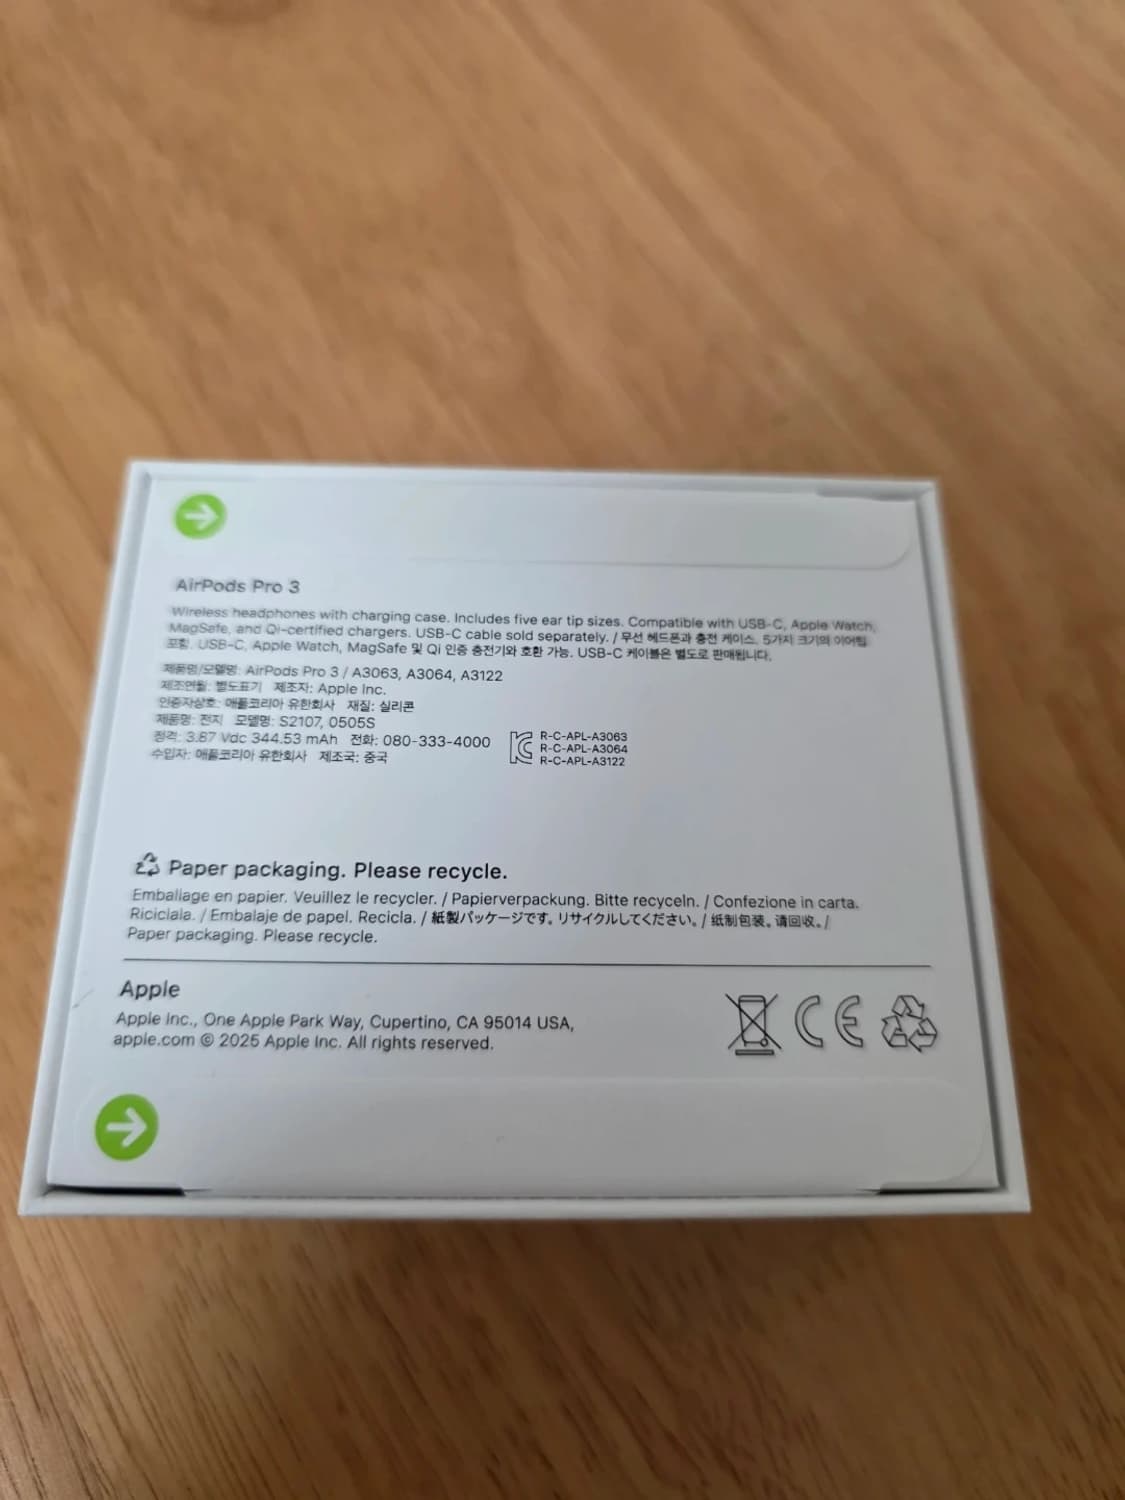 AirPods Pro 3
Wireless headphones with charging case. Includes five ear tip sizes. Compatible with USB-C, Apple Watch,
MagSafe, and Qi-certified chargers. USB-C cable sold separately. / 무선 헤드폰과 충전 케이스. 5가지 크기의 이어팁
포함. USB-C, Apple Watch, MagSafe 및 Qi 인증 충전기와 호환 가능. USB-C 케이블은 별도로 판매됩니다.
제품명/모델명: AirPods Pro 3 / A3063, A3064, A3122
제조연월: 별도표기 제조자: Apple Inc.
인증자상호: 애플코리아 유한회사 재질: 실리콘
제품명: 전지 모델명: S2107, 0505S
정격: 3.87 Vdc 344.53 mAh 전화: 080-333-4000
수입자: 애플코리아 유한회사 제조국: 중국
R-C-APL-A3063
R-C-APL-A3064
R-C-APL-A3122
Paper packaging. Please recycle.
Emballage en papier. Veuillez le recycler. / Papierverpackung. Bitte recyceln. / Confezione in carta.
Riciclala. / Embalaje de papel. Recicla. / 紙製パッケージです。リサイクルしてください。/ 纸制包装。请回收。/
Paper packaging. Please recycle.
Apple
Apple Inc., One Apple Park Way, Cupertino, CA 95014 USA,
apple.com © 2025 Apple Inc. All rights reserved.
CE